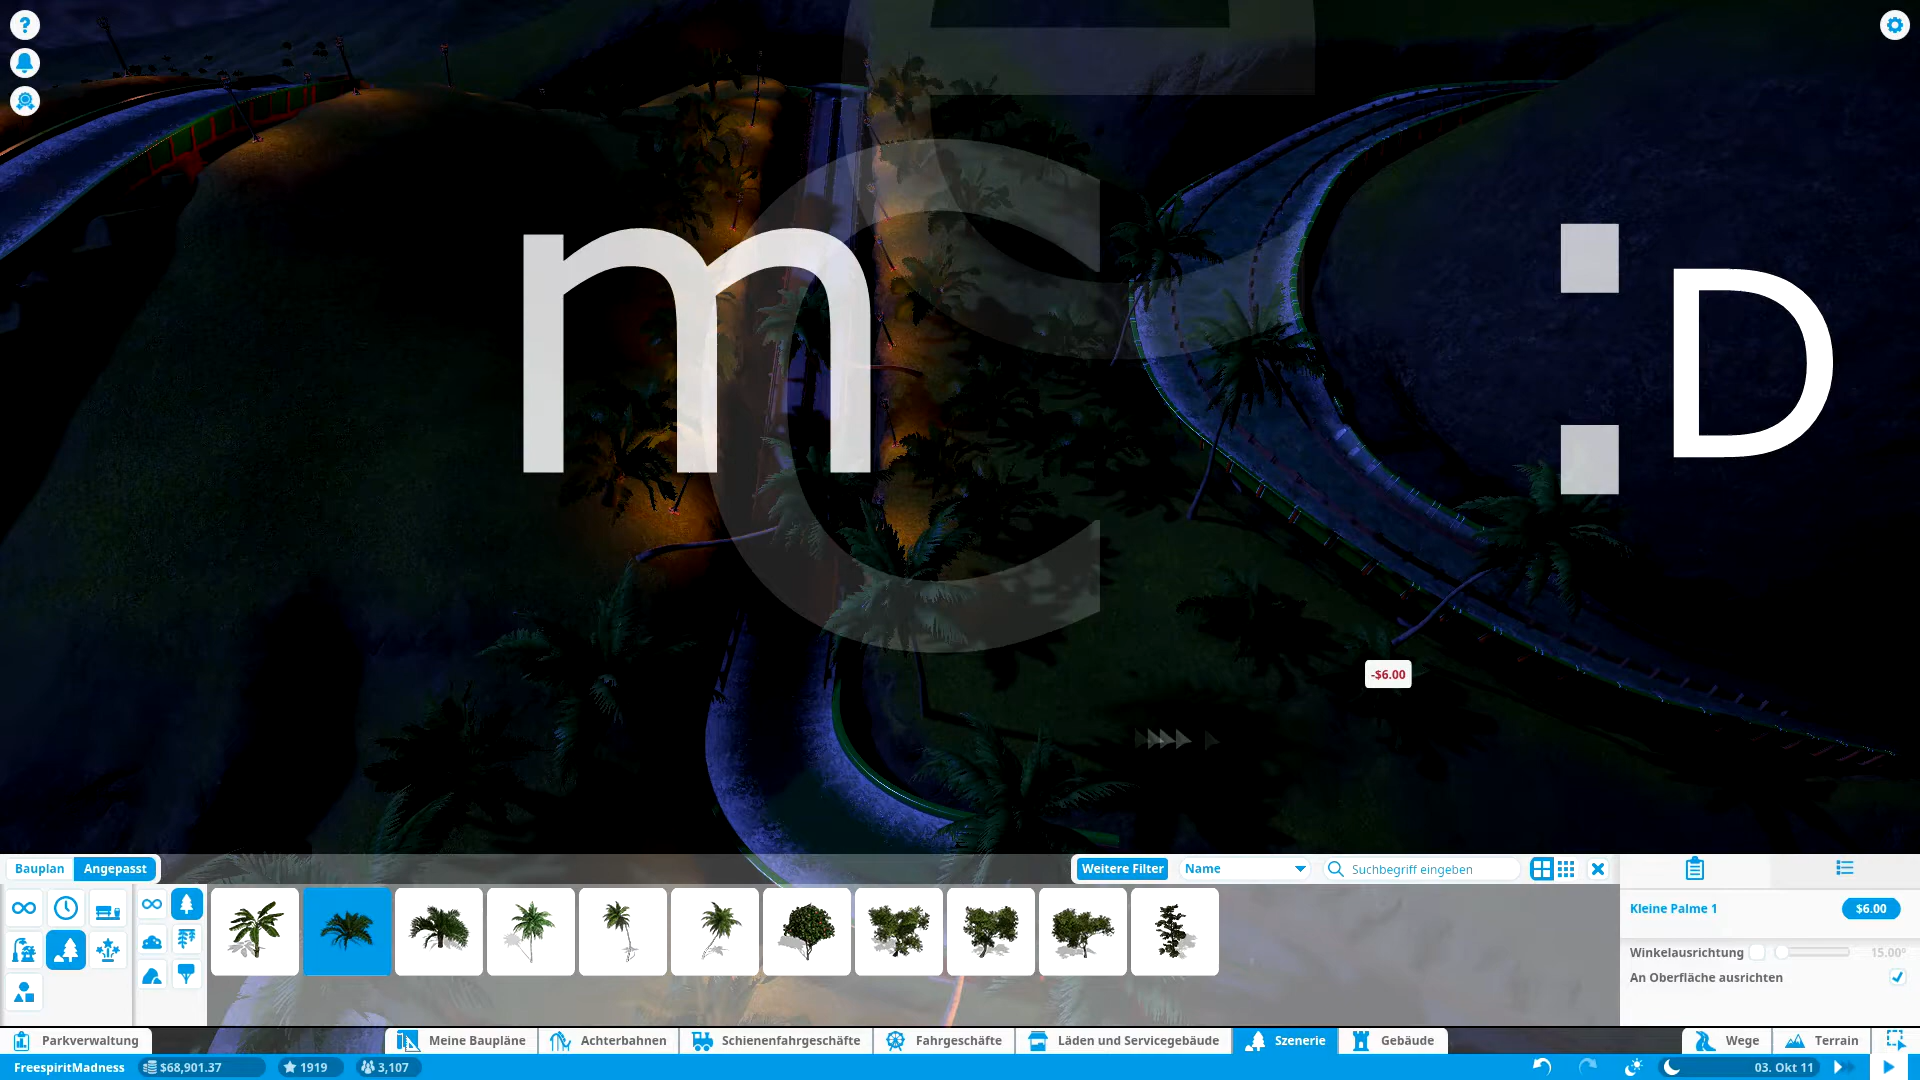 e
c
m
:
D
-$6.00
Bauplan
Angepasst
Weitere Filter
Name
Suchbegriff eingeben
Kleine Palme 1
$6.00
Winkelausrichtung
15.00°
An Oberfläche ausrichten
Parkverwaltung
Meine Baupläne
Achterbahnen
Schienenfahrgeschäfte
Fahrgeschäfte
Läden und Servicegebäude
Szenerie
Gebäude
Wege
Terrain
FreespiritMadness
$68,901.37
1919
3,107
03. Okt 11